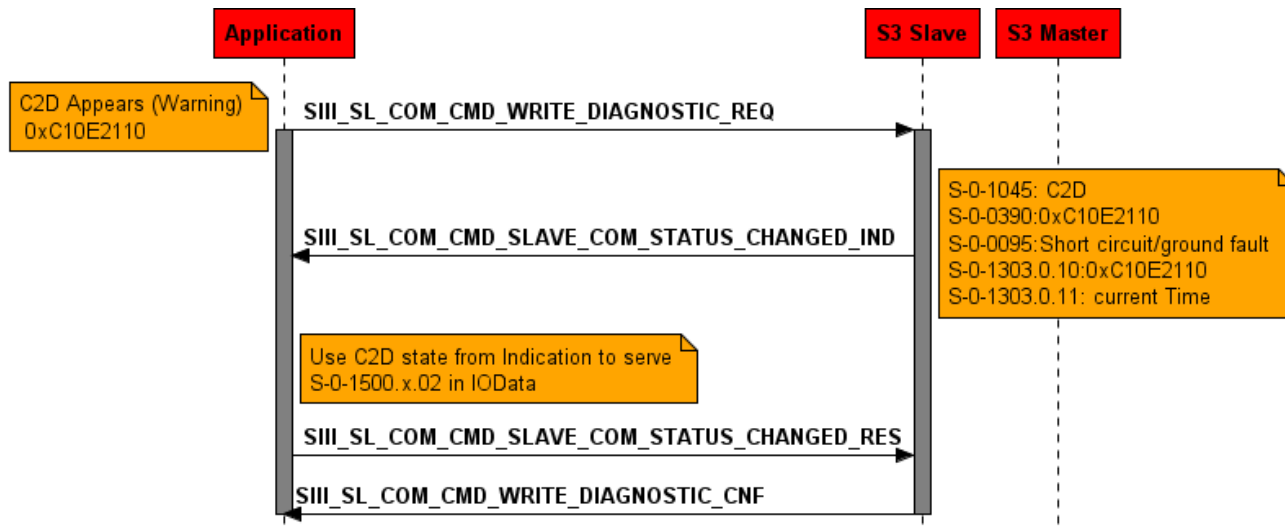 Application
S3 Slave
S3 Master
C2D Appears (Warning)
0xC10E2110
SIII_SL_COM_CMD_WRITE_DIAGNOSTIC_REQ
S-0-1045: C2D
S-0-0390:0xC10E2110
S-0-0095:Short circuit/ground fault
S-0-1303.0.10:0xC10E2110
S-0-1303.0.11: current Time
SIII_SL_COM_CMD_SLAVE_COM_STATUS_CHANGED_IND
Use C2D state from Indication to serve
S-0-1500.x.02 in IOData
SIII_SL_COM_CMD_SLAVE_COM_STATUS_CHANGED_RES
SIII_SL_COM_CMD_WRITE_DIAGNOSTIC_CNF